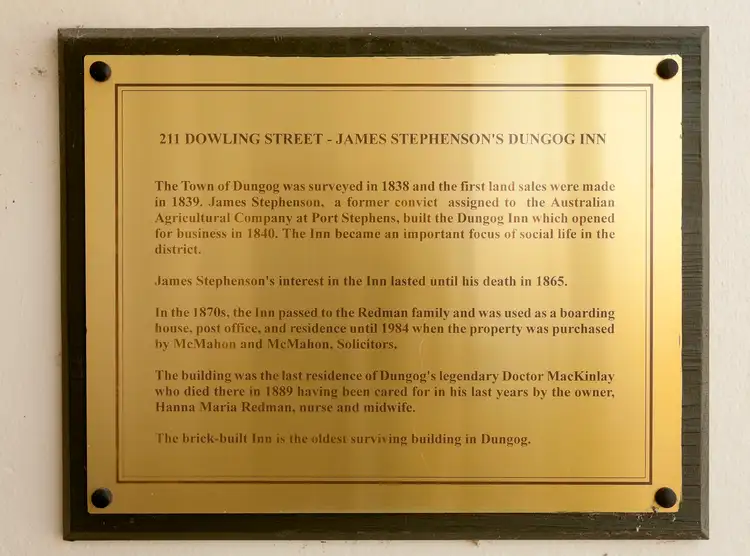 211 DOWLING STREET - JAMES STEPHENSON'S DUNGOG INN
The Town of Dungog was surveyed in 1838 and the first land sales were made
in 1839. James Stephenson, a former convict assigned to the Australian
Agricultural Company at Port Stephens, built the Dungog Inn which opened
for business in 1840. The Inn became an important focus of social life in the
district.
James Stephenson's interest in the Inn lasted until his death in 1865.
In the 1870s, the Inn passed to the Redman family and was used as a boarding
house, post office, and residence until 1984 when the property was purchased
by McMahon and McMahon, Solicitors.
The building was the last residence of Dungog's legendary Doctor MacKinlay
who died there in 1889 having been cared for in his last years by the owner,
Hanna Maria Redman, nurse and midwife.
The brick-built Inn is the oldest surviving building in Dungog.